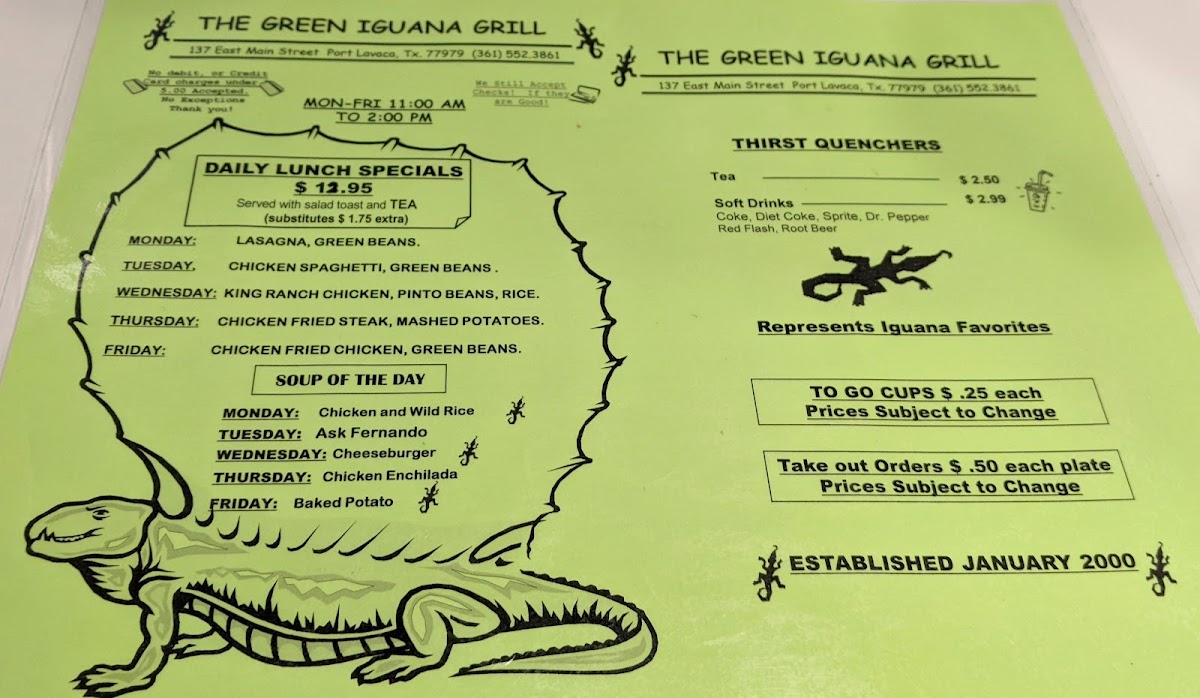 THE GREEN IGUANA GRILL
137 East Main Street Port Lavaca, Tx. 77979 (361) 552.3861
No debit, or Credit
Card charges under
5.00 Accepted.
No Exceptions
Thank you!
We Still Accept
Checks! If they
are Good!
MON-FRI 11:00 AM
TO 2:00 PM
DAILY LUNCH SPECIALS
$ 12.95
Served with salad toast and TEA
(substitutes $ 1.75 extra)
MONDAY: LASAGNA, GREEN BEANS.
TUESDAY. CHICKEN SPAGHETTI, GREEN BEANS .
WEDNESDAY: KING RANCH CHICKEN, PINTO BEANS, RICE.
THURSDAY: CHICKEN FRIED STEAK, MASHED POTATOES.
FRIDAY: CHICKEN FRIED CHICKEN, GREEN BEANS.
SOUP OF THE DAY
MONDAY: Chicken and Wild Rice
TUESDAY: Ask Fernando
WEDNESDAY: Cheeseburger
THURSDAY: Chicken Enchilada
FRIDAY: Baked Potato
THE GREEN IGUANA GRILL
137 East Main Street Port Lavaca, Tx. 77979 (361) 552.3861
THIRST QUENCHERS
Tea $ 2.50
Soft Drinks $ 2.99
Coke, Diet Coke, Sprite, Dr. Pepper
Red Flash, Root Beer
Represents Iguana Favorites
TO GO CUPS $ .25 each
Prices Subject to Change
Take out Orders $ .50 each plate
Prices Subject to Change
ESTABLISHED JANUARY 2000